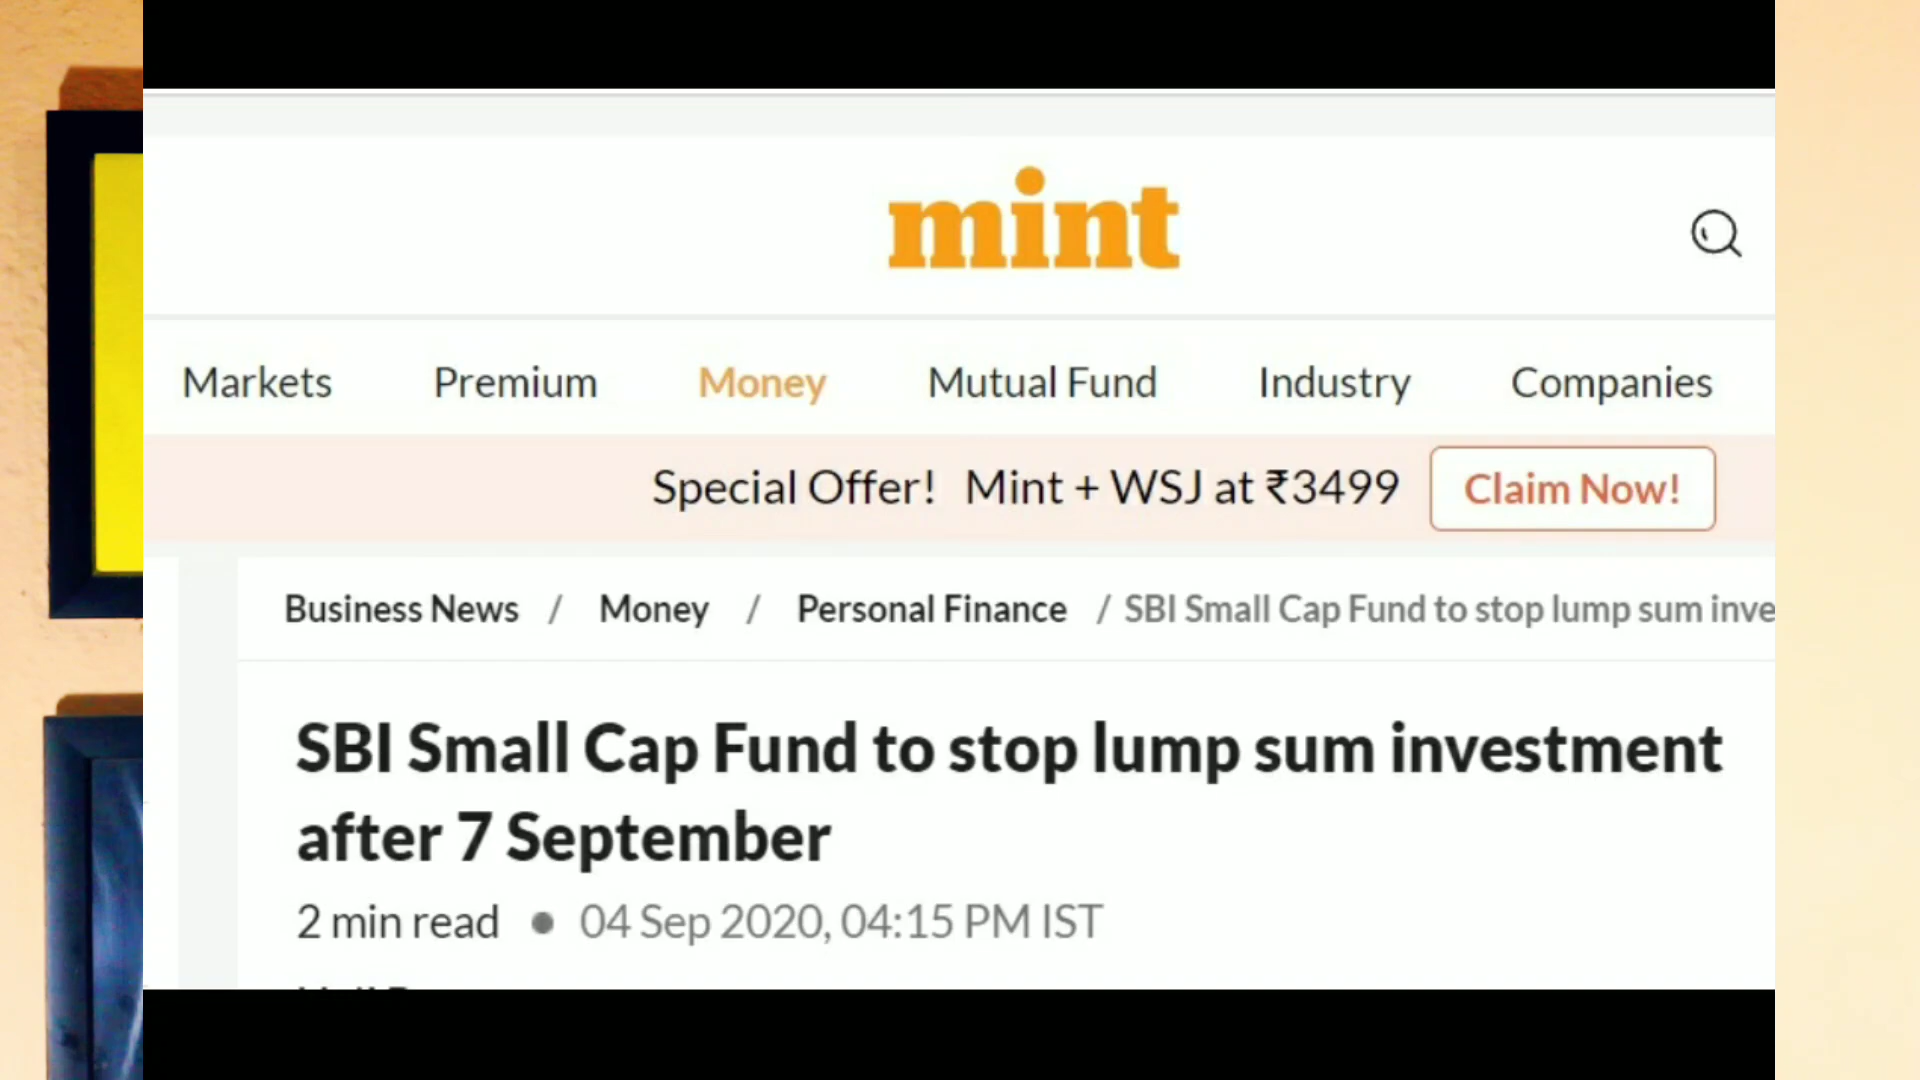 mint
Markets Premium Money Mutual Fund Industry Companies
Special Offer! Mint + WSJ at ₹3499 Claim Now!
Business News / Money / Personal Finance / SBI Small Cap Fund to stop lump sum inve
SBI Small Cap Fund to stop lump sum investment
after 7 September
2 min read • 04 Sep 2020, 04:15 PM IST